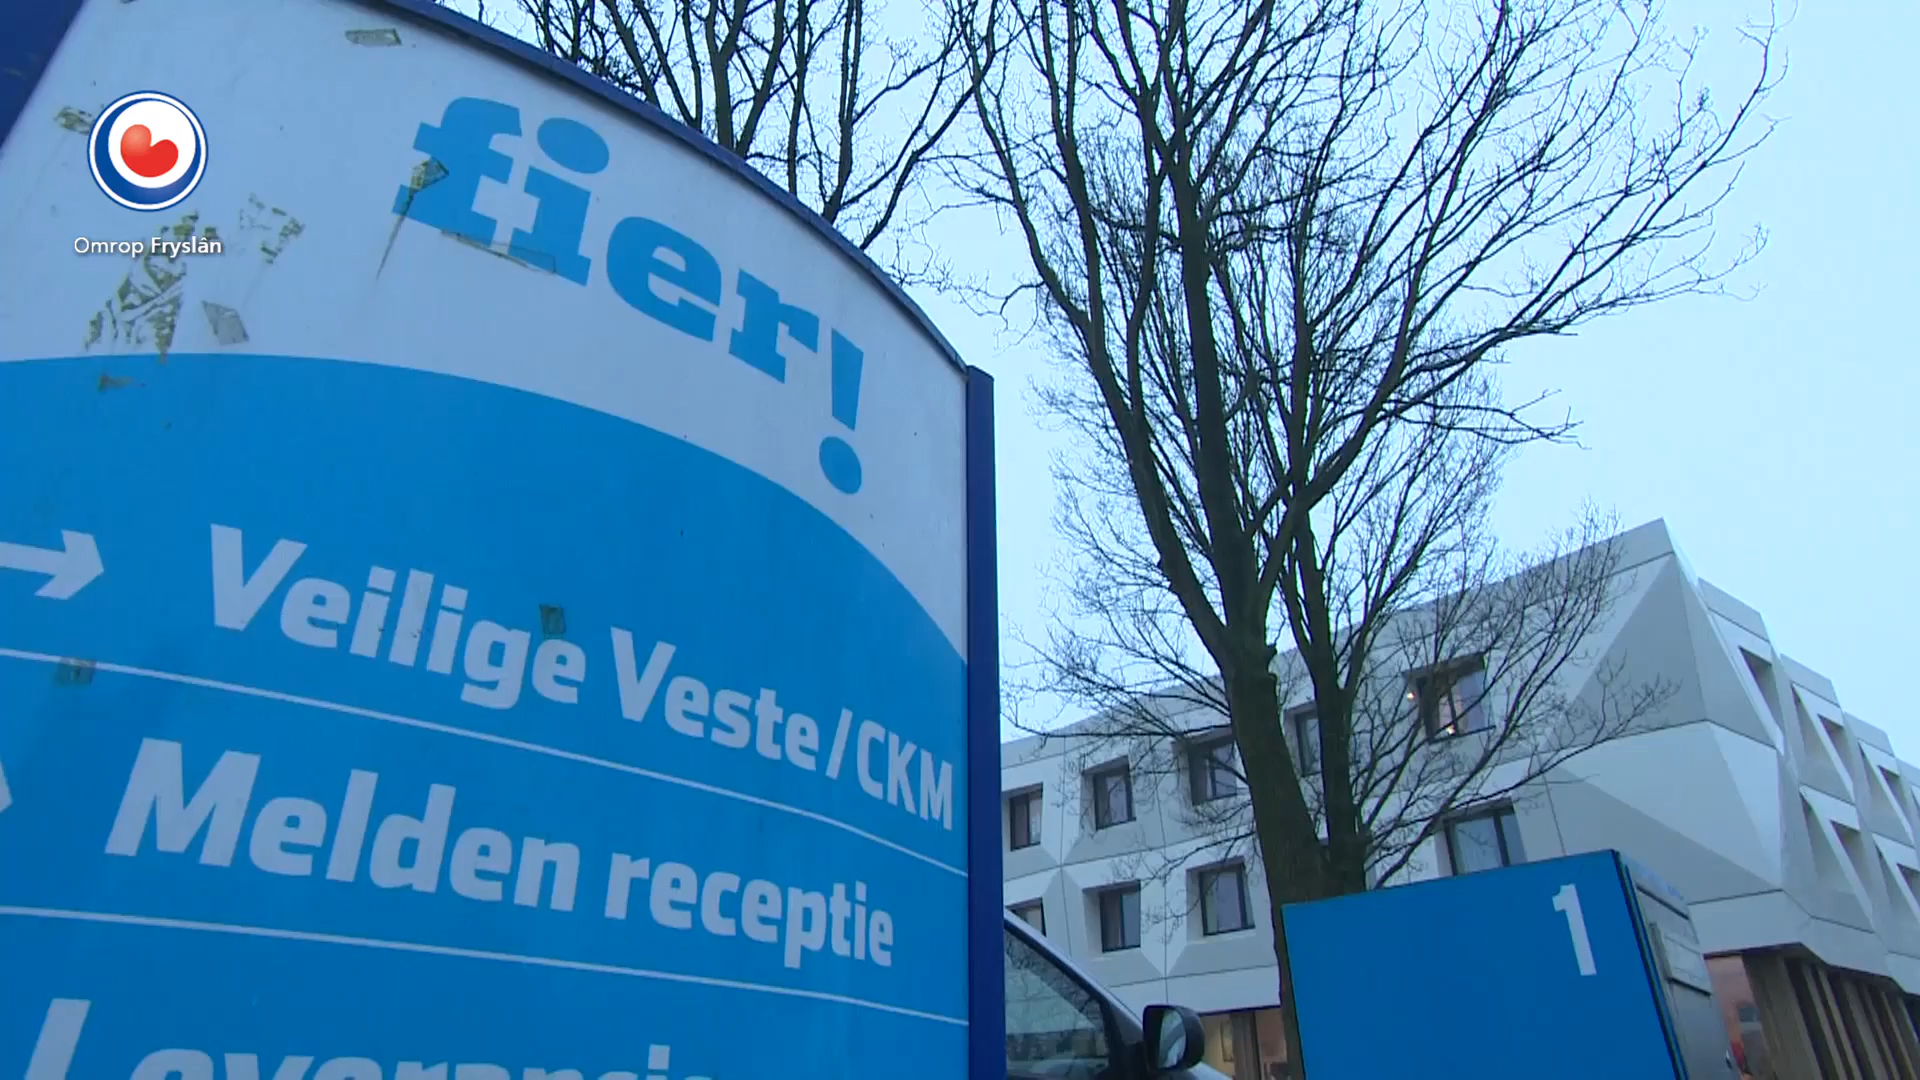 Omrop Fryslân
fier!
→ Veilige Veste/CKM
Melden receptie
1